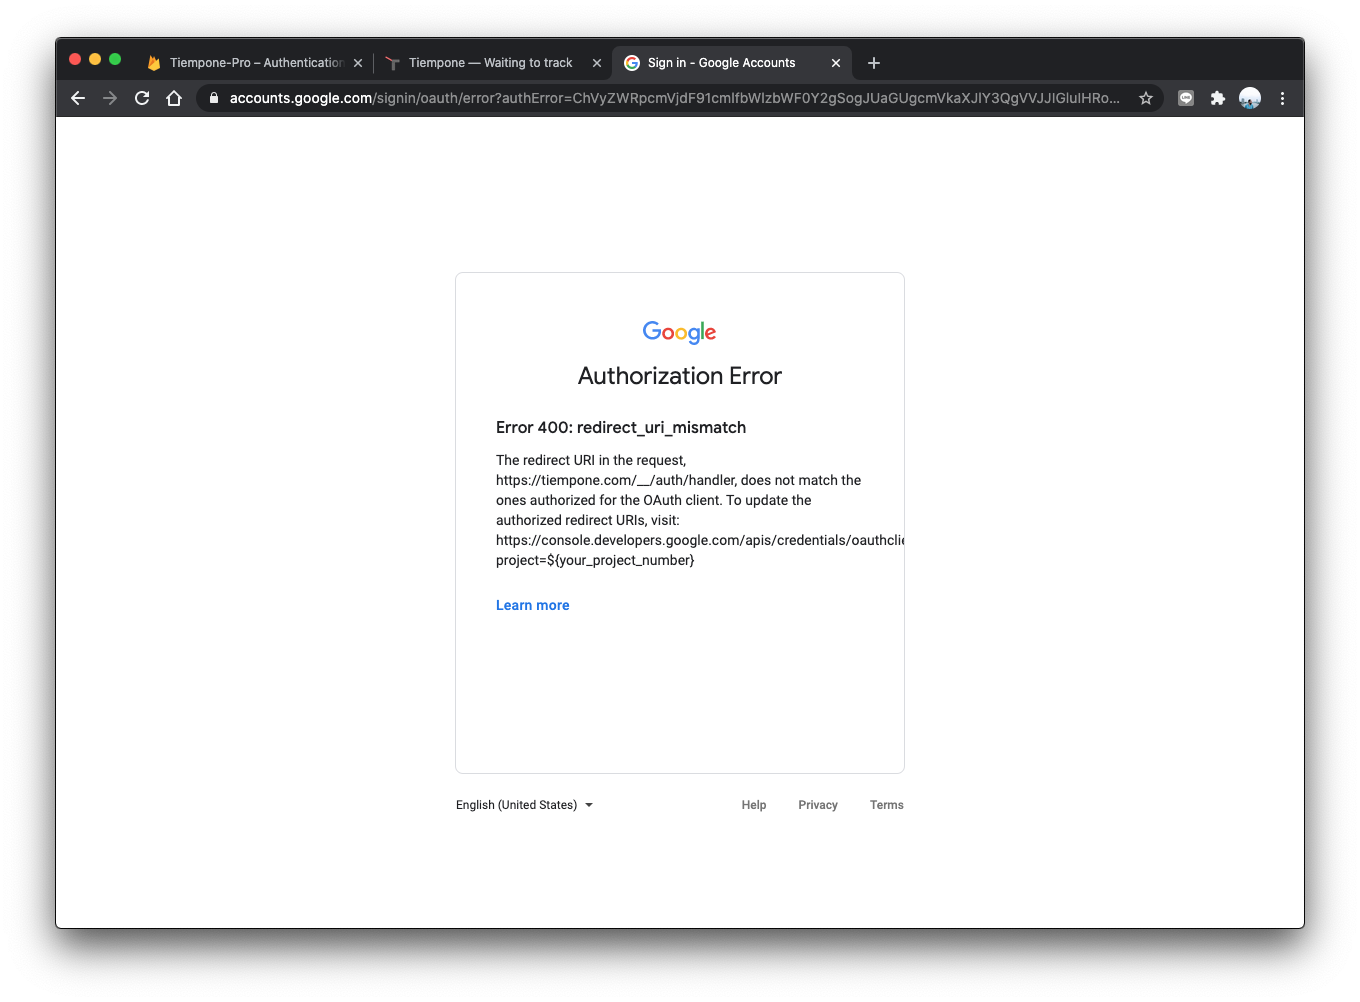 Tiempone-Pro – Authentication
Tiempone — Waiting to track
Sign in - Google Accounts
accounts.google.com/signin/oauth/error?authError=ChVyZWRpcmVjdF91cmlfbWlzbWF0Y2gSogJUaGUgcmVkaXJlY3QgVVJJIGluIHRo...
Google
Authorization Error
Error 400: redirect_uri_mismatch
The redirect URI in the request,
https://tiempone.com/__/auth/handler, does not match the
ones authorized for the OAuth client. To update the
authorized redirect URIs, visit:
https://console.developers.google.com/apis/credentials/oauthclie
project=${your_project_number}
Learn more
English (United States)
Help Privacy Terms